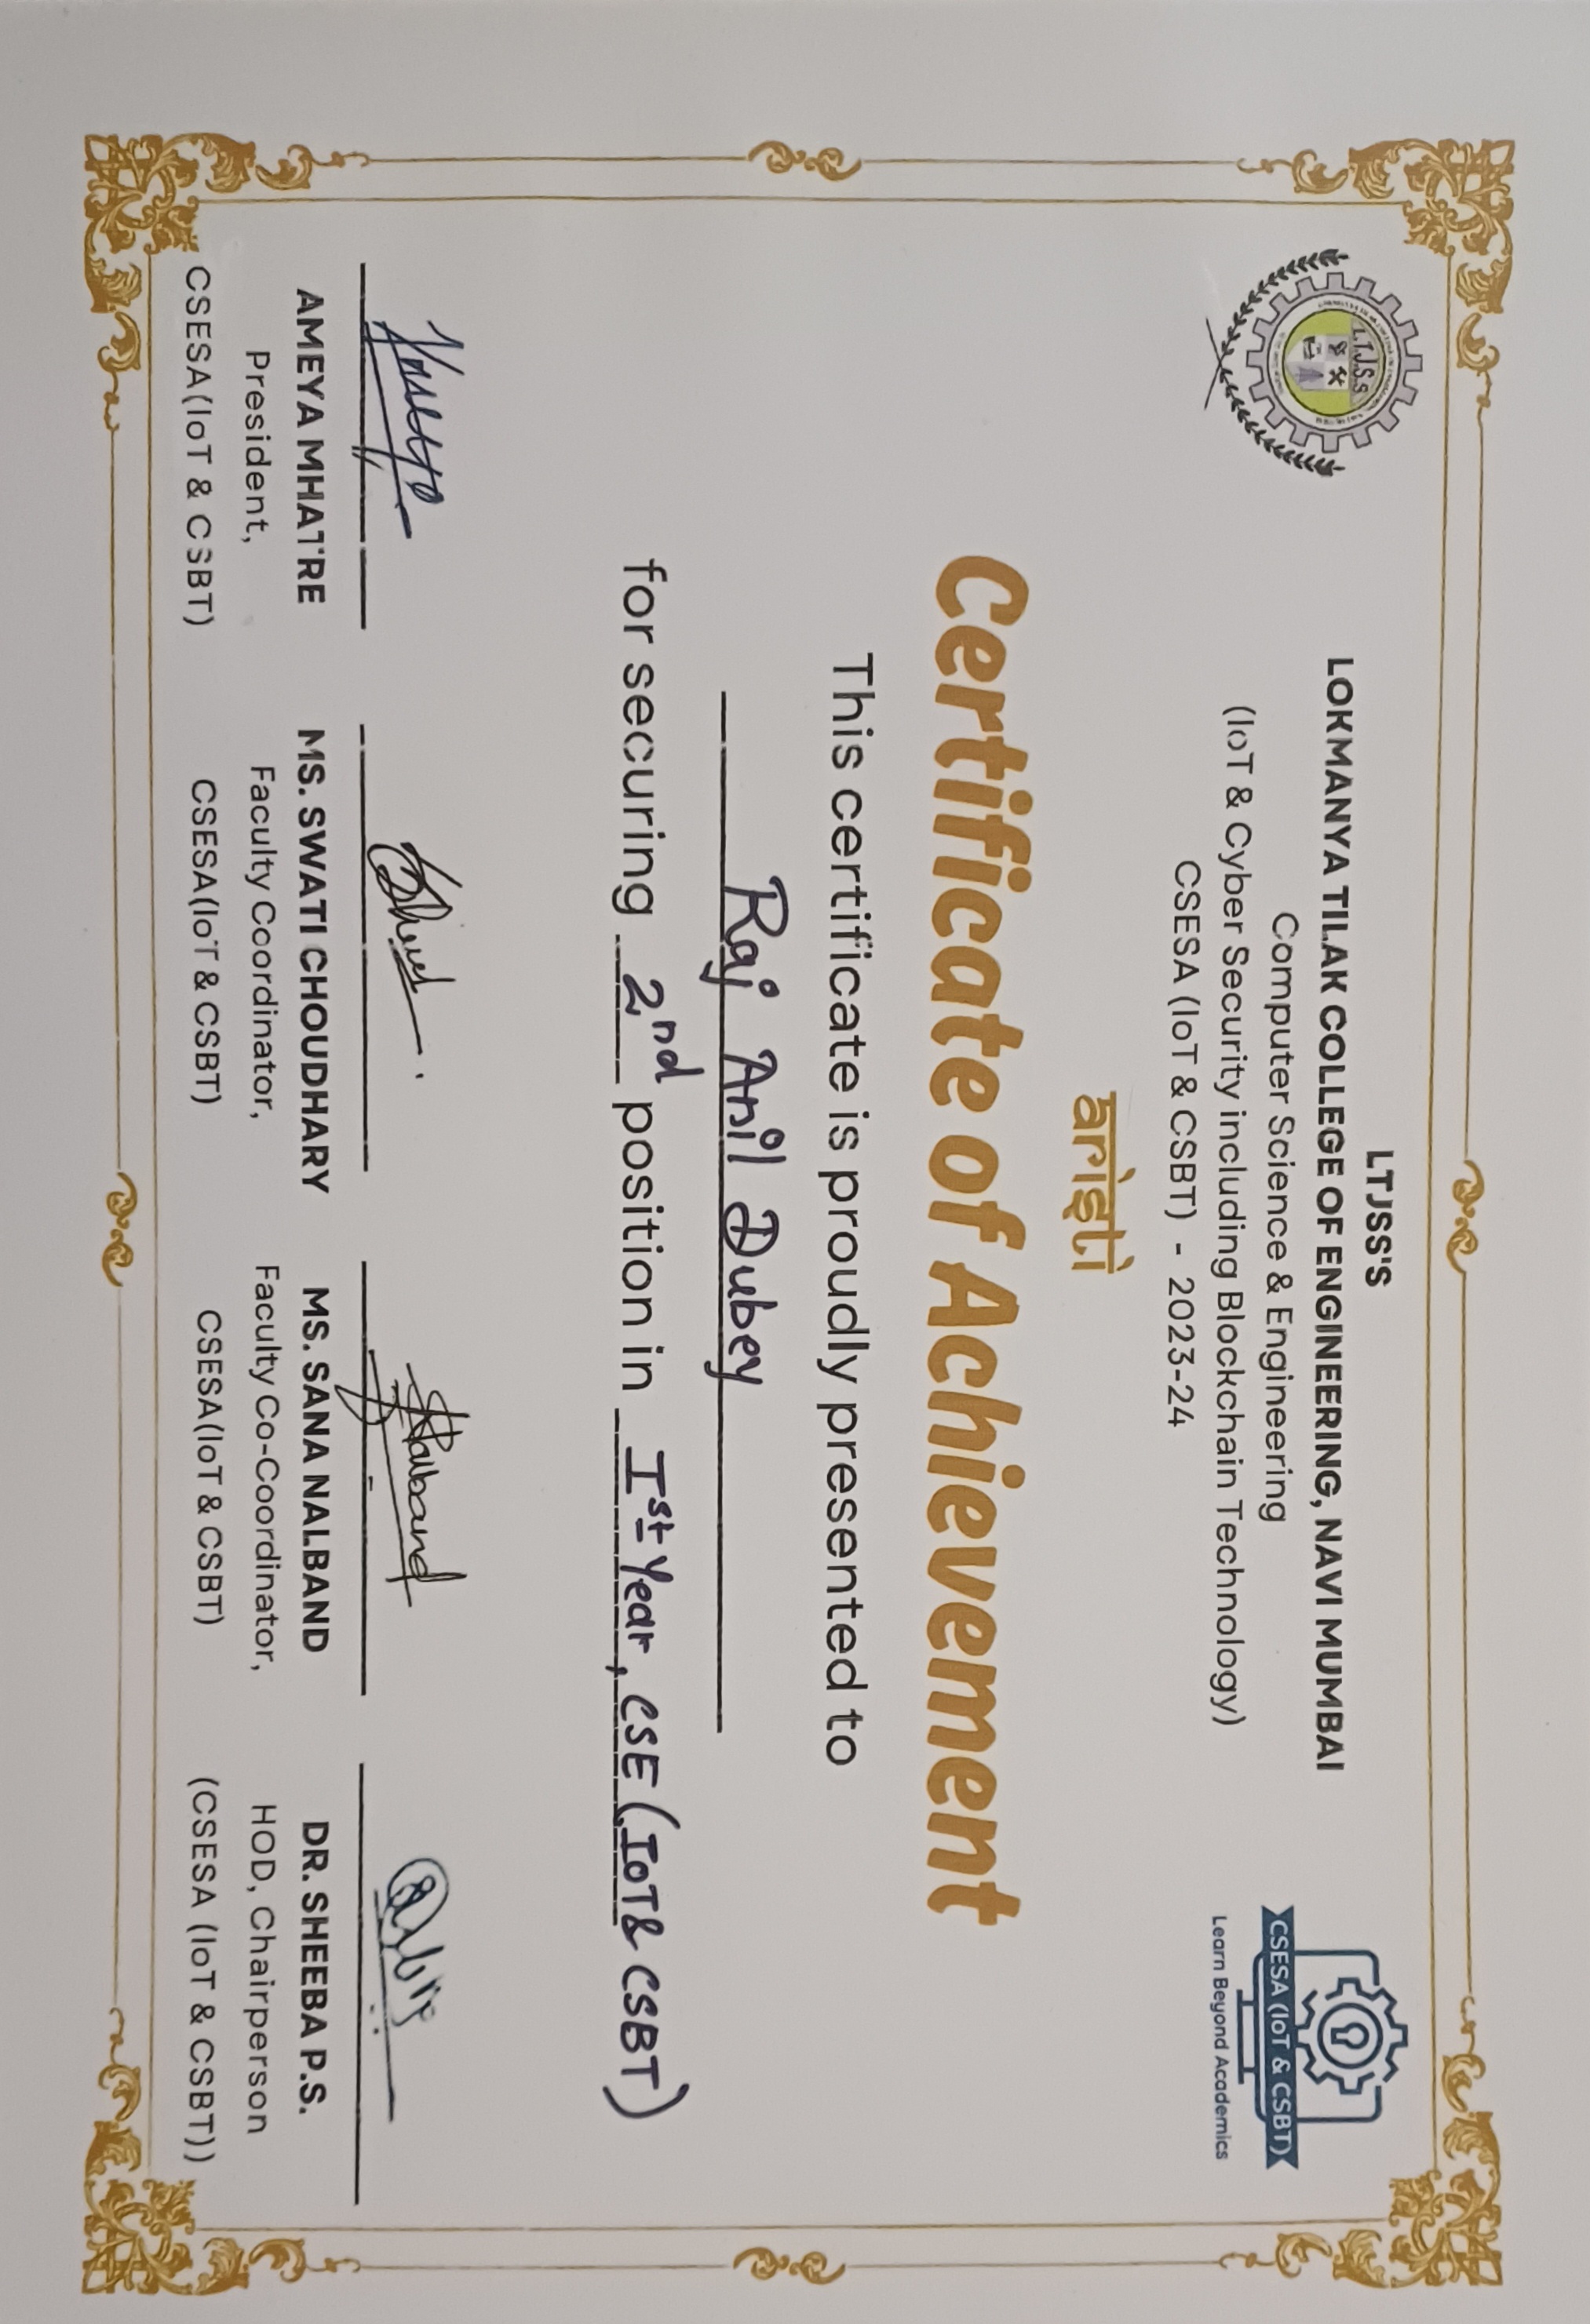 LTJSS'S
LOKMANYA TILAK COLLEGE OF ENGINEERING, NAVI MUMBAI
Computer Science & Engineering
(IoT & Cyber Security including Blockchain Technology)
CSESA (IoT & CSBT) - 2023-24
L.T.J.S.S
CSESA (IoT & CSBT)
Learn Beyond Academics
Certificate of Achievement
This certificate is proudly presented to
Raj Anil Dubey
for securing 2nd position in Ist Year, CSE (IOT& CSBT)
AMEYA MHATRE
President,
CSESA(IoT & CSBT)
MS. SWATI CHOUDHARY
Faculty Coordinator,
CSESA(IoT & CSBT)
MS. SANA NALBAND
Faculty Co-Coordinator,
CSESA(IoT & CSBT)
DR. SHEEBA P.S.
HOD, Chairperson
(CSESA (IoT & CSBT))